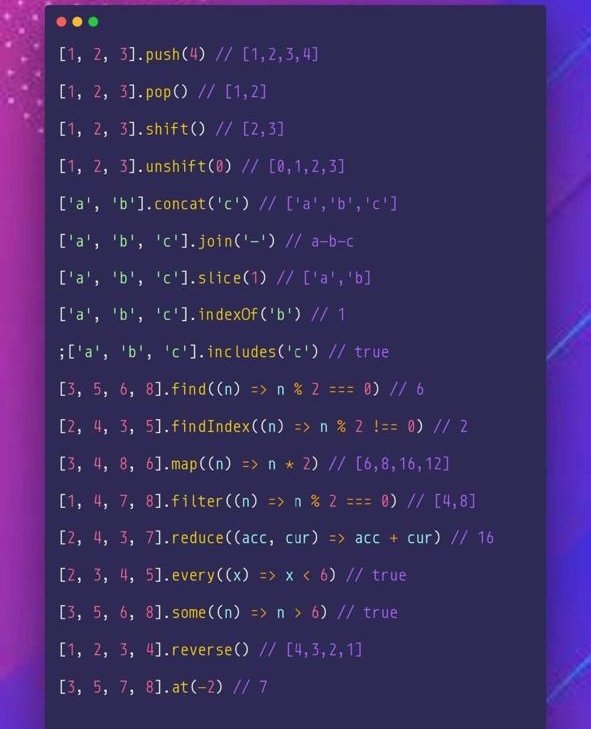 [1, 2, 3].push(4) // [1,2,3,4]
[1, 2, 3].pop() // [1,2]
[1, 2, 3].shift() // [2,3]
[1, 2, 3].unshift(0) // [0,1,2,3]
['a', 'b'].concat('c') // ['a','b','c']
['a', 'b', 'c'].join('-') // a-b-c
['a', 'b', 'c'].slice(1) // ['a','b]
['a', 'b', 'c'].indexOf('b') // 1
;['a', 'b', 'c'].includes('c') // true
[3, 5, 6, 8].find((n) => n % 2 === 0) // 6
[2, 4, 3, 5].findIndex((n) => n % 2 !== 0) // 2
[3, 4, 8, 6].map((n) => n * 2) // [6,8,16,12]
[1, 4, 7, 8].filter((n) => n % 2 === 0) // [4,8]
[2, 4, 3, 7].reduce((acc, cur) => acc + cur) // 16
[2, 3, 4, 5].every((x) => x < 6) // true
[3, 5, 6, 8].some((n) => n > 6) // true
[1, 2, 3, 4].reverse() // [4,3,2,1]
[3, 5, 7, 8].at(-2) // 7